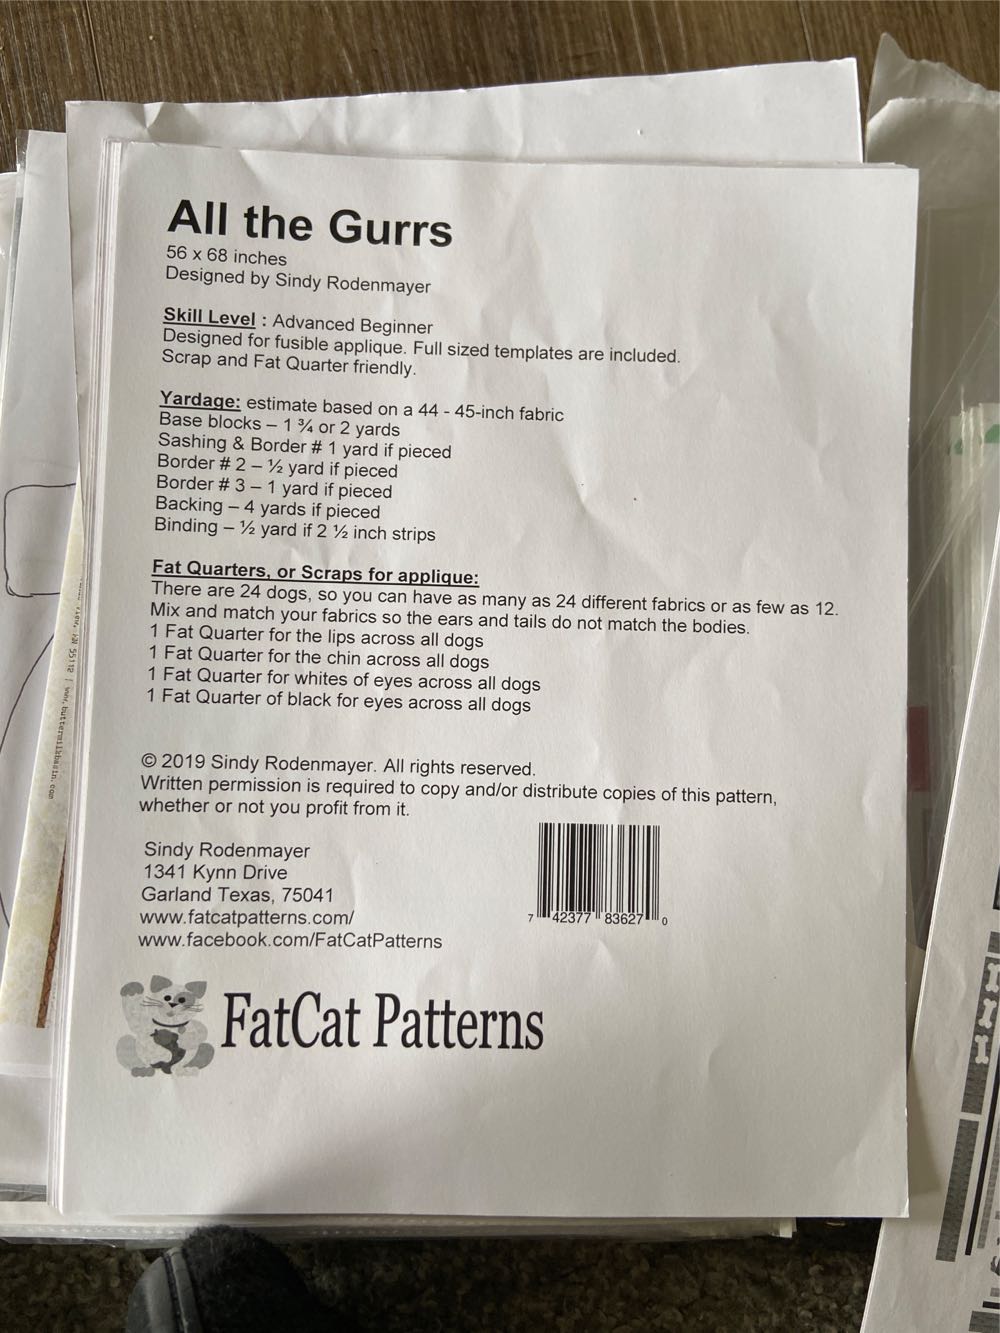 All the Gurrs
56 x 68 inches
Designed by Sindy Rodenmayer
Skill Level : Advanced Beginner
Designed for fusible applique. Full sized templates are included.
Scrap and Fat Quarter friendly.
Yardage: estimate based on a 44 - 45-inch fabric
Base blocks – 1 ¾ or 2 yards
Sashing & Border # 1 yard if pieced
Border # 2 – ½ yard if pieced
Border # 3 – 1 yard if pieced
Backing – 4 yards if pieced
Binding – ½ yard if 2 ½ inch strips
Fat Quarters, or Scraps for applique:
There are 24 dogs, so you can have as many as 24 different fabrics or as few as 12.
Mix and match your fabrics so the ears and tails do not match the bodies.
1 Fat Quarter for the lips across all dogs
1 Fat Quarter for the chin across all dogs
1 Fat Quarter for whites of eyes across all dogs
1 Fat Quarter of black for eyes across all dogs
© 2019 Sindy Rodenmayer. All rights reserved.
Written permission is required to copy and/or distribute copies of this pattern,
whether or not you profit from it.
Sindy Rodenmayer
1341 Kynn Drive
Garland Texas, 75041
www.fatcatpatterns.com/
www.facebook.com/FatCatPatterns
7 42377 83627 0
FatCat Patterns
55112 | www.buttermilkbasin.com